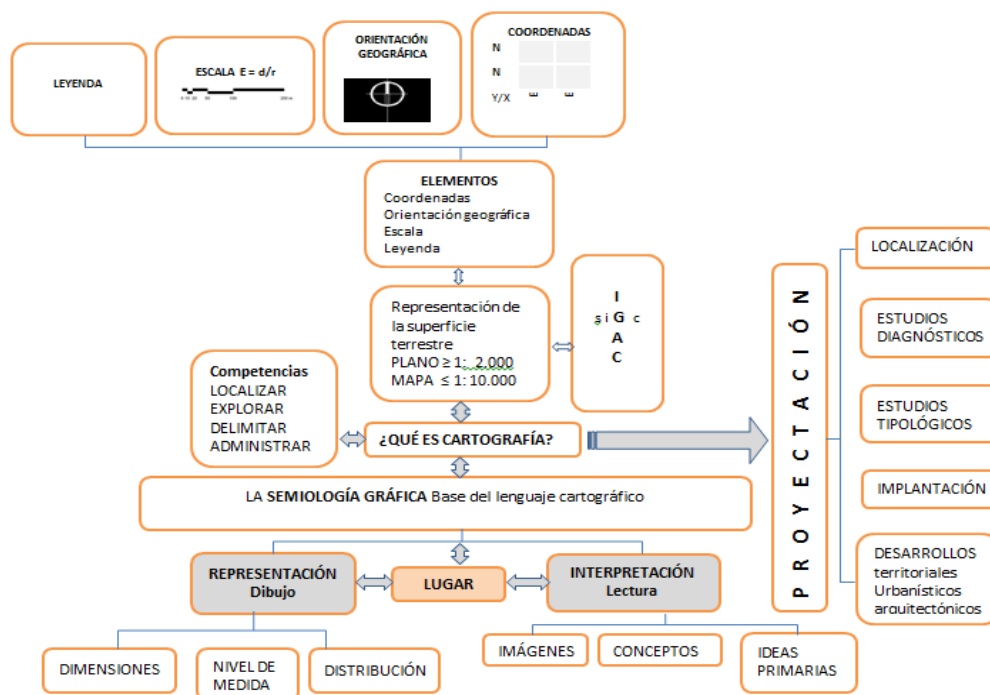 LEYENDA
ESCALA E = d/r
ORIENTACIÓN
GEOGRÁFICA
COORDENADAS
N
N
Y/X
E
E
ELEMENTOS
Coordenadas
Orientación geográfica
Escala
Leyenda
Representación de
la superficie
terrestre
PLANO ≥ 1: 2.000
MAPA ≤ 1: 10.000
I
s i G c
A
C
Competencias
LOCALIZAR
EXPLORAR
DELIMITAR
ADMINISTRAR
¿QUÉ ES CARTOGRAFÍA?
LA SEMIOLOGÍA GRÁFICA Base del lenguaje cartográfico
REPRESENTACIÓN
Dibujo
LUGAR
INTERPRETACIÓN
Lectura
DIMENSIONES
NIVEL DE
MEDIDA
DISTRIBUCIÓN
IMÁGENES
CONCEPTOS
IDEAS
PRIMARIAS
PROYECTACIÓN
LOCALIZACIÓN
ESTUDIOS
DIAGNÓSTICOS
ESTUDIOS
TIPOLÓGICOS
IMPLANTACIÓN
DESARROLLOS
territoriales
Urbanísticos
arquitectónicos